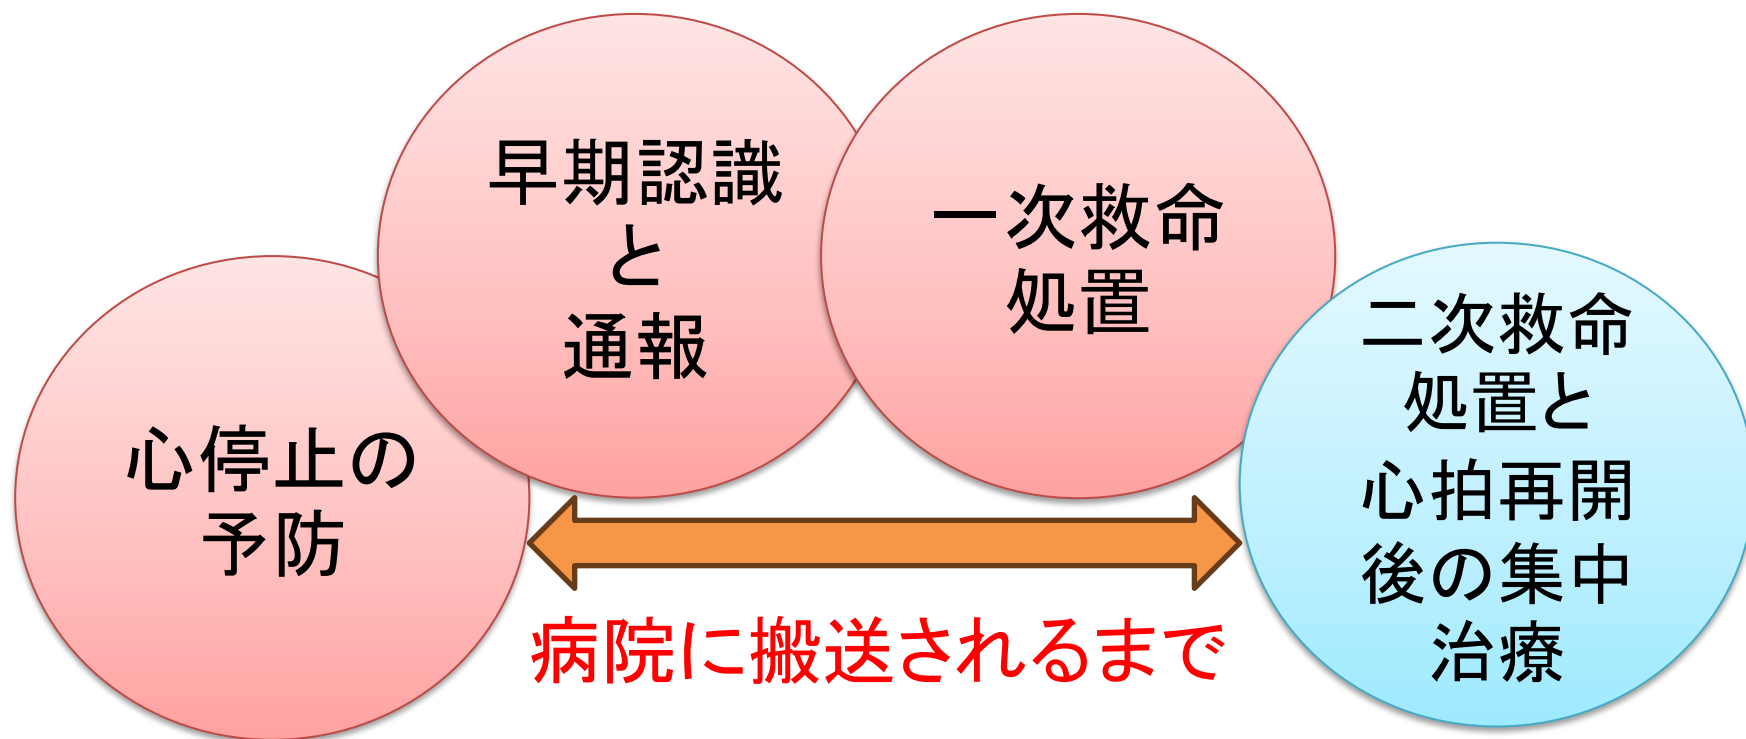 心停止の
予防
早期認識
と
通報
一次救命
処置
二次救命
処置と
心拍再開
後の集中
治療
病院に搬送されるまで